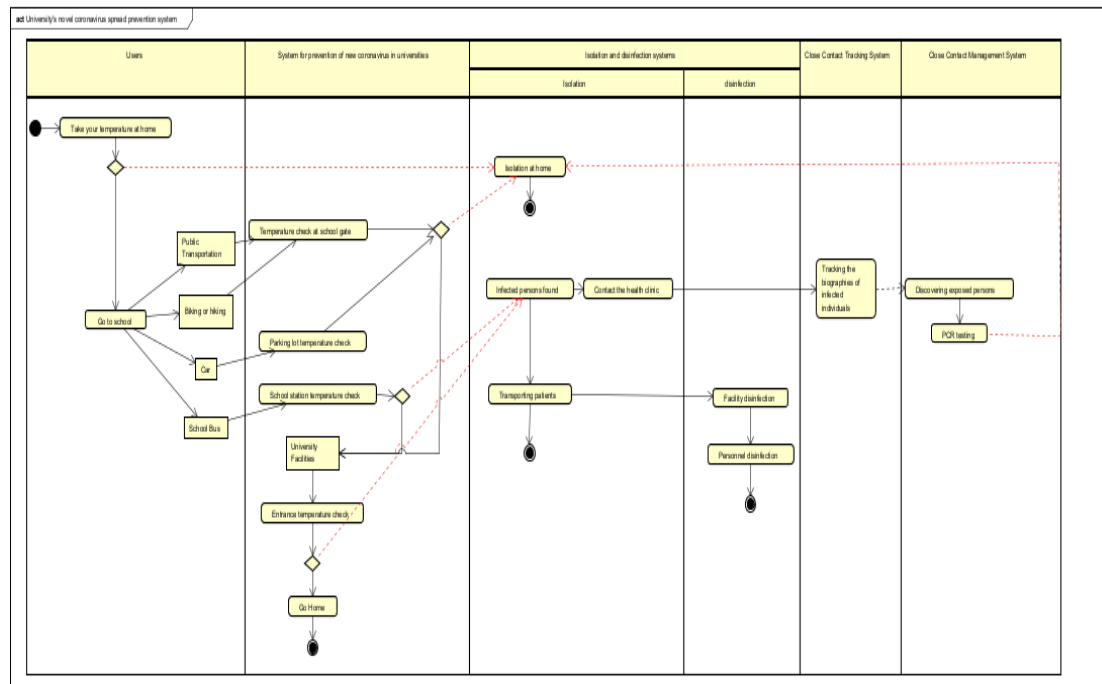 act University's novel coronavirus spread prevention system
Users
System for prevention of new coronavirus in universities
Isolation and disinfection systems
Close Contact Tracking System
Close Contact Management System
Isolation
disinfection
Take your temperature at home
Isolation at home
Public
Transportation
Temperature check at school gate
Biking or hiking
Go to school
Car
Parking lot temperature check
School Bus
School station temperature check
University
Facilities
Entrance temperature check
Go Home
Infected persons found
Contact the health clinic
Tracking the
biographies of
infected
individuals
Discovering exposed persons
PCR testing
Transporting patients
Facility disinfection
Personnel disinfection